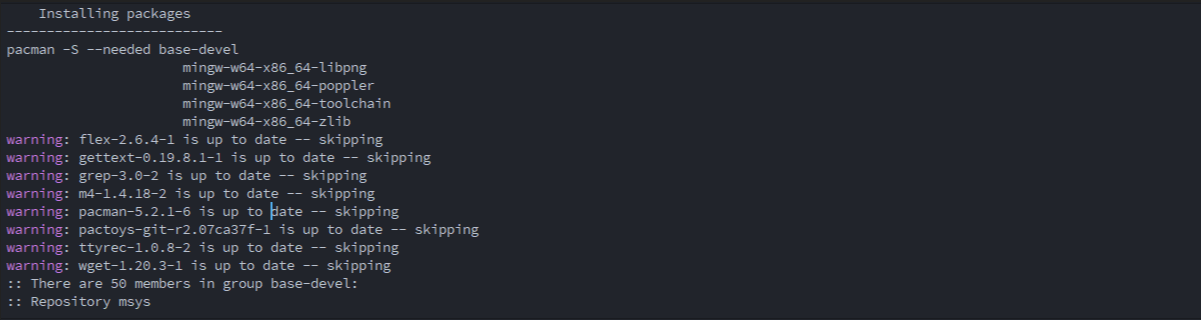 Installing packages
---------------------------
pacman -S --needed base-devel
mingw-w64-x86_64-libpng
mingw-w64-x86_64-poppler
mingw-w64-x86_64-toolchain
mingw-w64-x86_64-zlib
warning: flex-2.6.4-1 is up to date -- skipping
warning: gettext-0.19.8.1-1 is up to date -- skipping
warning: grep-3.0-2 is up to date -- skipping
warning: m4-1.4.18-2 is up to date -- skipping
warning: pacman-5.2.1-6 is up to date -- skipping
warning: pactoys-git-r2.07ca37f-1 is up to date -- skipping
warning: ttyrec-1.0.8-2 is up to date -- skipping
warning: wget-1.20.3-1 is up to date -- skipping
:: There are 50 members in group base-devel:
:: Repository msys